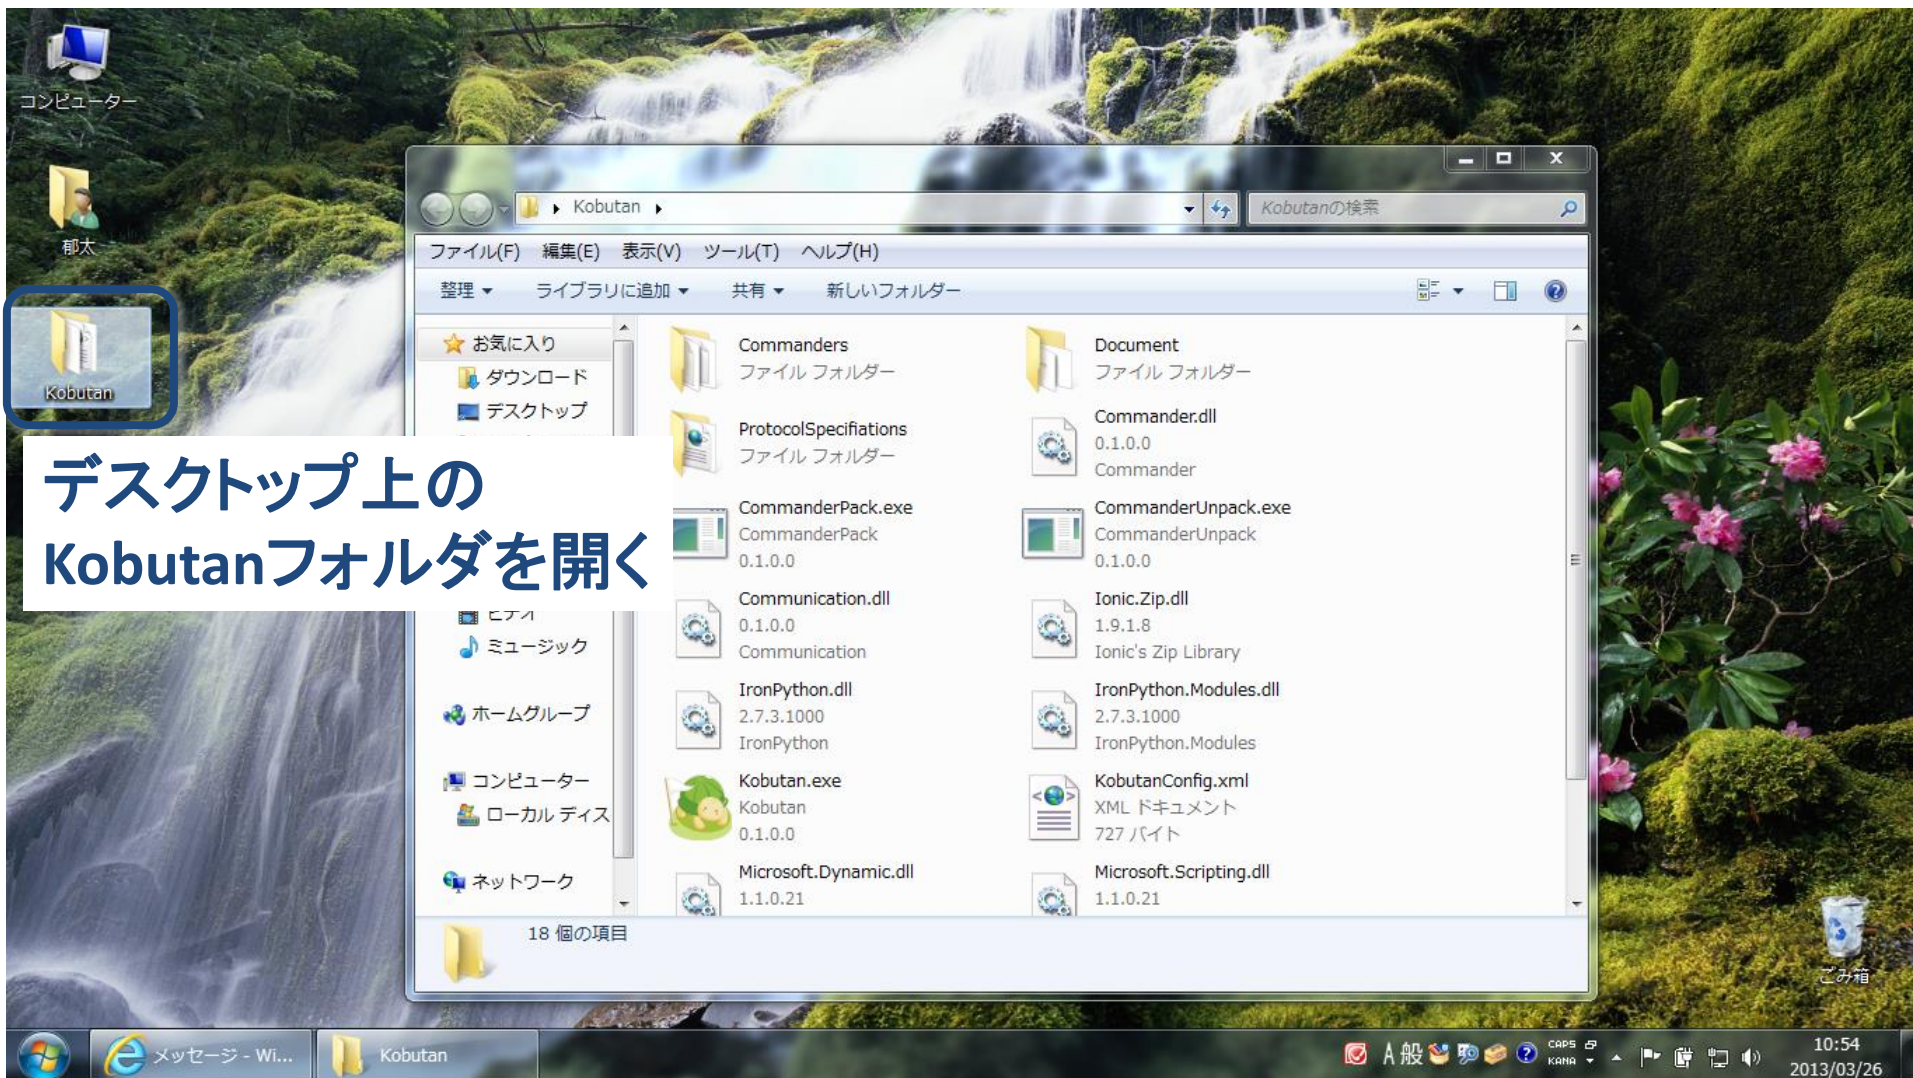 コンピューター
郁太
Kobutan
デスクトップ上の
Kobutanフォルダを開く
Kobutan
Kobutanの検索
ファイル(F) 編集(E) 表示(V) ツール(T) ヘルプ(H)
整理 ライブラリに追加 共有 新しいフォルダー
お気に入り
ダウンロード
デスクトップ
ビデオ
ミュージック
ホームグループ
コンピューター
ローカル ディス
ネットワーク
Commanders
ファイル フォルダー
Document
ファイル フォルダー
ProtocolSpecifiations
ファイル フォルダー
Commander.dll
0.1.0.0
Commander
CommanderPack.exe
CommanderPack
0.1.0.0
CommanderUnpack.exe
CommanderUnpack
0.1.0.0
Communication.dll
0.1.0.0
Communication
Ionic.Zip.dll
1.9.1.8
Ionic's Zip Library
IronPython.dll
2.7.3.1000
IronPython
IronPython.Modules.dll
2.7.3.1000
IronPython.Modules
Kobutan.exe
Kobutan
0.1.0.0
KobutanConfig.xml
XML ドキュメント
727 バイト
Microsoft.Dynamic.dll
1.1.0.21
Microsoft.Scripting.dll
1.1.0.21
18 個の項目
ごみ箱
メッセージ - Wi...
Kobutan
A 般
CAPS
KANA
10:54
2013/03/26